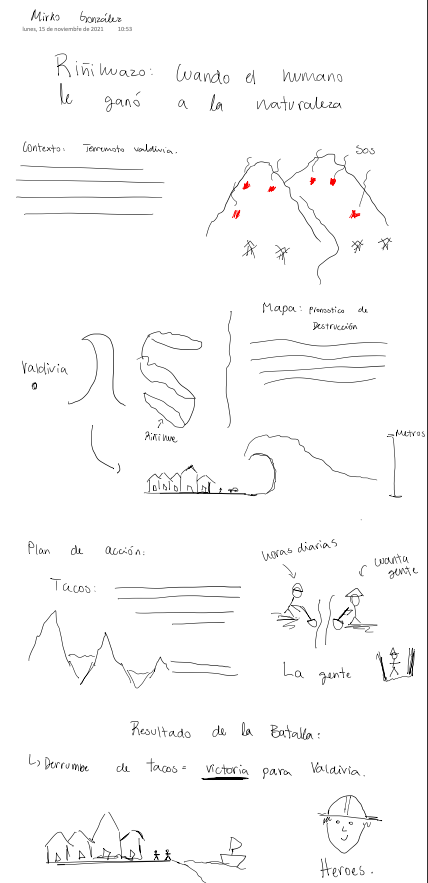 Mirko González
lunes, 15 de noviembre de 2021 10:53
Riñihuazo: Cuando el humano
le ganó a la naturaleza
Contexto: Terremoto valdivia.
Sos
Mapa: pronostico de
Destrucción
Valdivia
Riñihue
Metros
Plan de acción:
horas diarias
cuanta
gente
Tacos:
La gente
Resultado de la Batalla:
↳ Derrumbe de tacos = victoria para Valdivia.
Heroes.